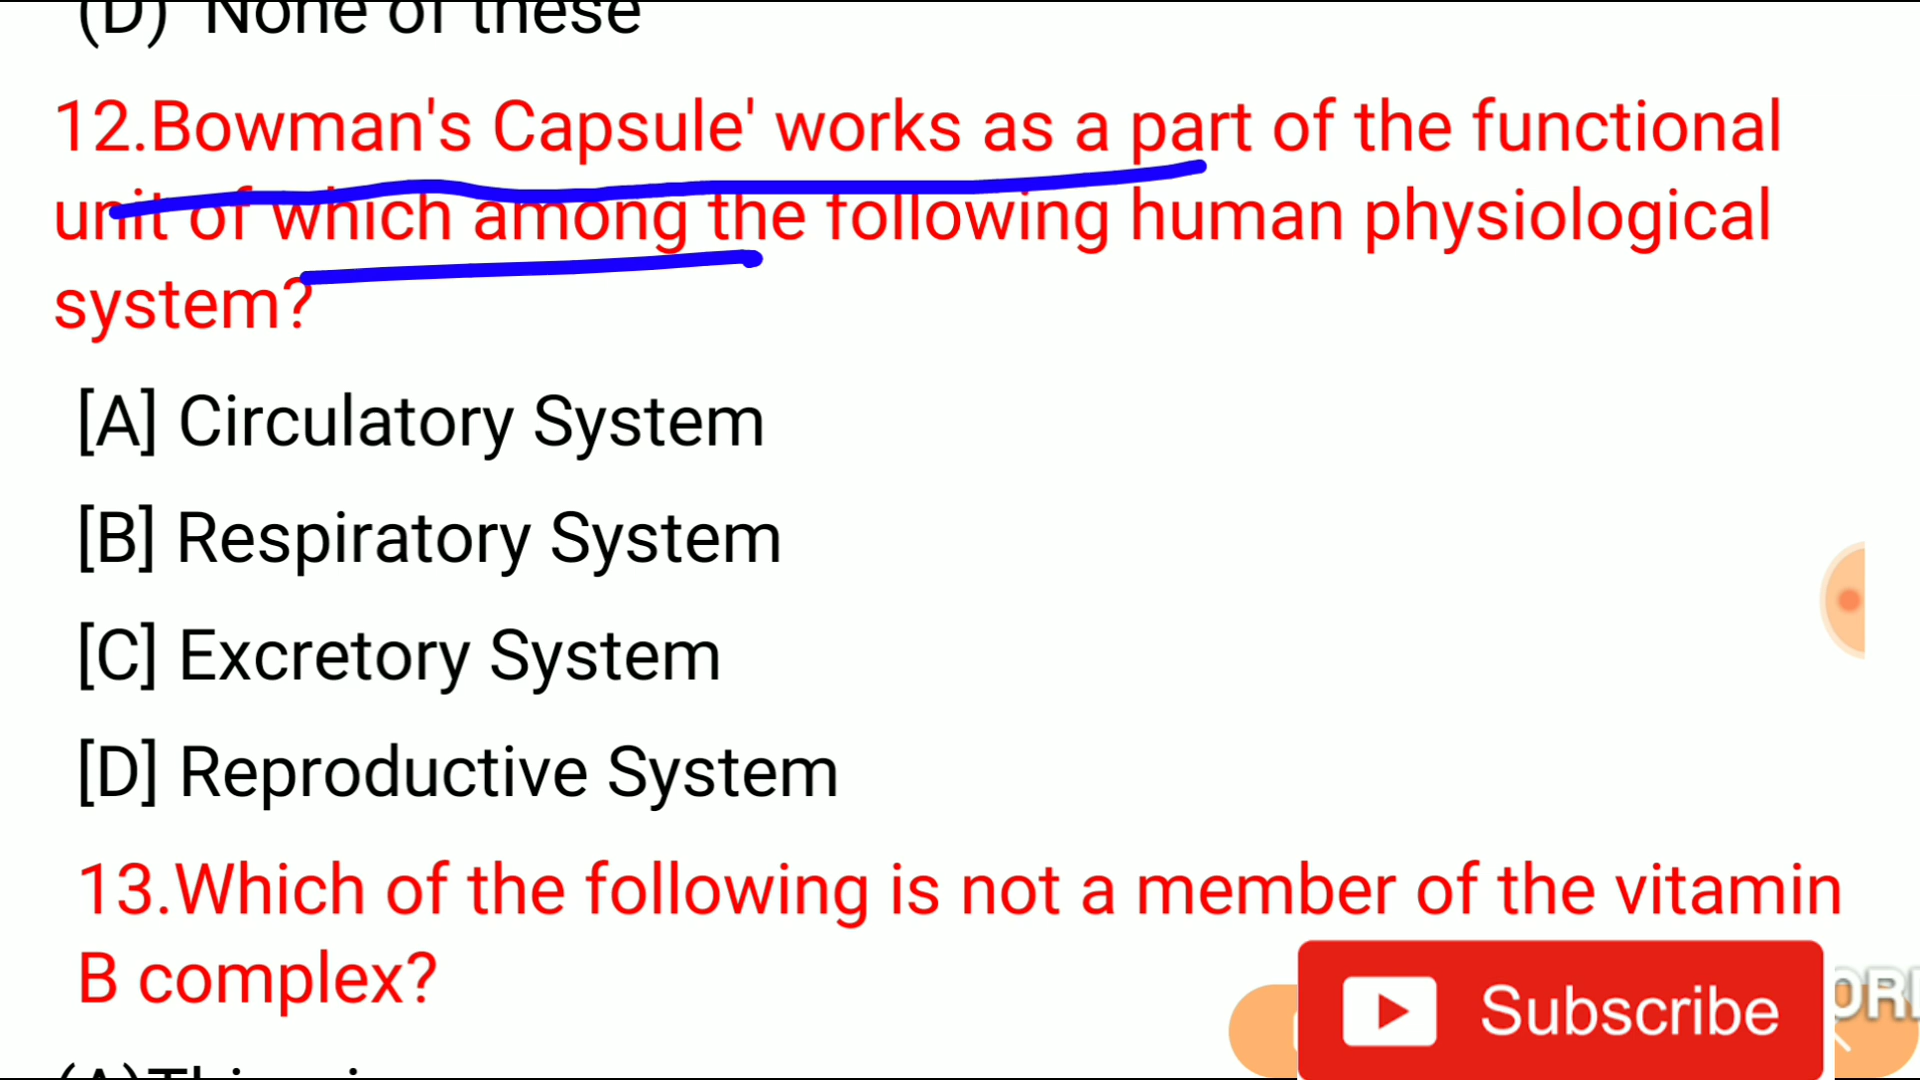 (D) None of these
12.Bowman's Capsule' works as a part of the functional
unit of which among the following human physiological
system?
[A] Circulatory System
[B] Respiratory System
[C] Excretory System
[D] Reproductive System
13.Which of the following is not a member of the vitamin
B complex?
Subscribe